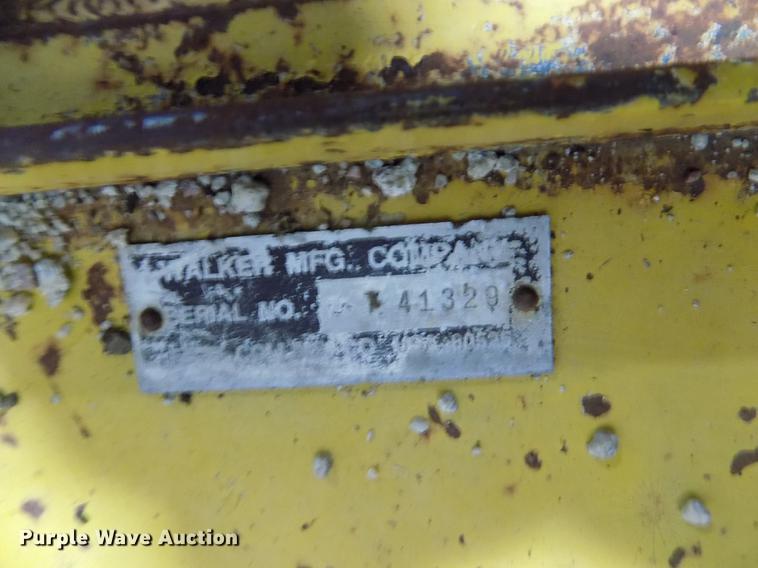 WALKER MFG. COMPANY
SERIAL NO. 41329
Purple Wave Auction